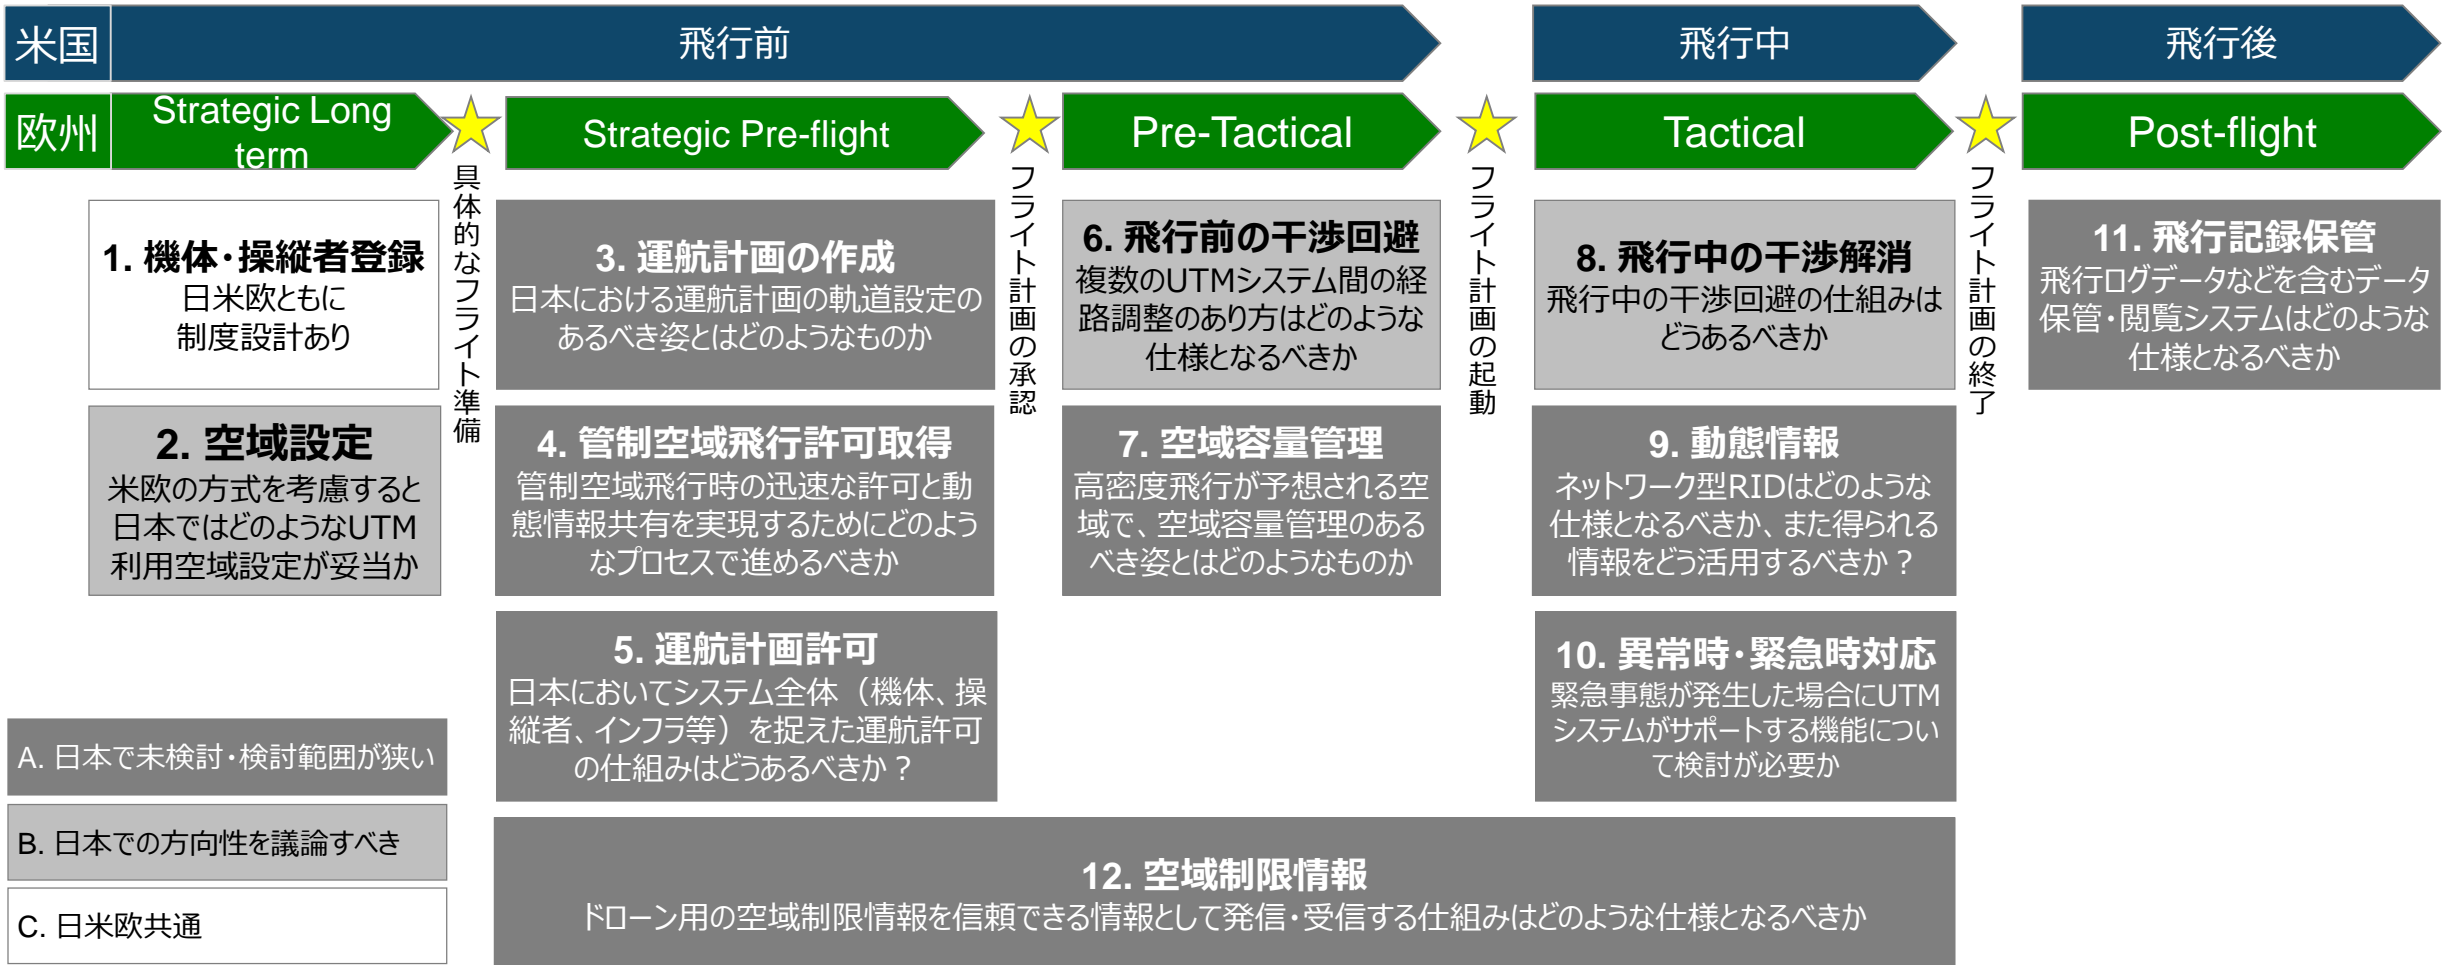 米国
飛行前
飛行中
飛行後
欧州
Strategic Long
term
Strategic Pre-flight
Pre-Tactical
Tactical
Post-flight
具体的なフライト準備
フライト計画の承認
フライト計画の起動
フライト計画の終了
1. 機体・操縦者登録
日米欧ともに
制度設計あり
2. 空域設定
米欧の方式を考慮すると
日本ではどのようなUTM
利用空域設定が妥当か
3. 運航計画の作成
日本における運航計画の軌道設定の
あるべき姿とはどのようなものか
4. 管制空域飛行許可取得
管制空域飛行時の迅速な許可と動
態情報共有を実現するためにどのよう
なプロセスで進めるべきか
5. 運航計画許可
日本においてシステム全体（機体、操
縦者、インフラ等）を捉えた運航許可
の仕組みはどうあるべきか？
6. 飛行前の干渉回避
複数のUTMシステム間の経
路調整のあり方はどのような
仕様となるべきか
7. 空域容量管理
高密度飛行が予想される空
域で、空域容量管理のある
べき姿とはどのようなものか
8. 飛行中の干渉解消
飛行中の干渉回避の仕組みは
どうあるべきか
9. 動態情報
ネットワーク型RIDはどのような
仕様となるべきか、また得られる
情報をどう活用するべきか？
10. 異常時・緊急時対応
緊急事態が発生した場合にUTM
システムがサポートする機能につい
て検討が必要か
11. 飛行記録保管
飛行ログデータなどを含むデータ
保管・閲覧システムはどのような
仕様となるべきか
12. 空域制限情報
ドローン用の空域制限情報を信頼できる情報として発信・受信する仕組みはどのような仕様となるべきか
A. 日本で未検討・検討範囲が狭い
B. 日本での方向性を議論すべき
C. 日米欧共通